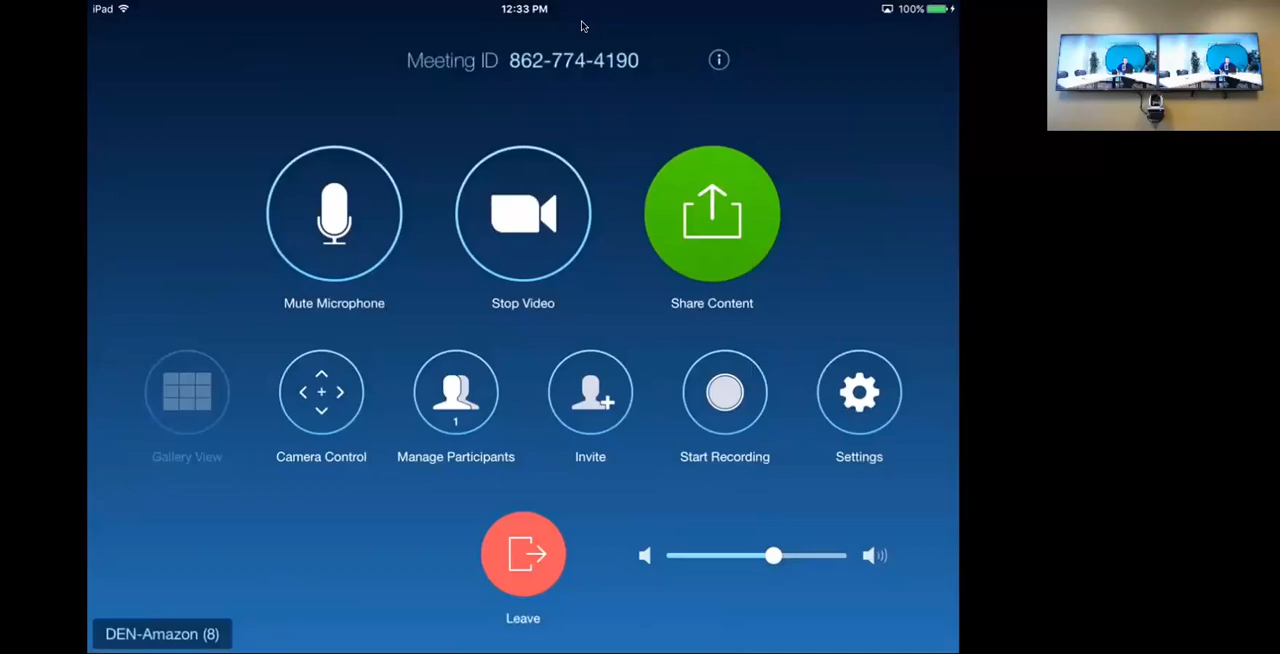 iPad
12:33 PM
100%
Meeting ID 862-774-4190
Mute Microphone
Stop Video
Share Content
1
Gallery View
Camera Control
Manage Participants
Invite
Start Recording
Settings
Leave
DEN-Amazon (8)